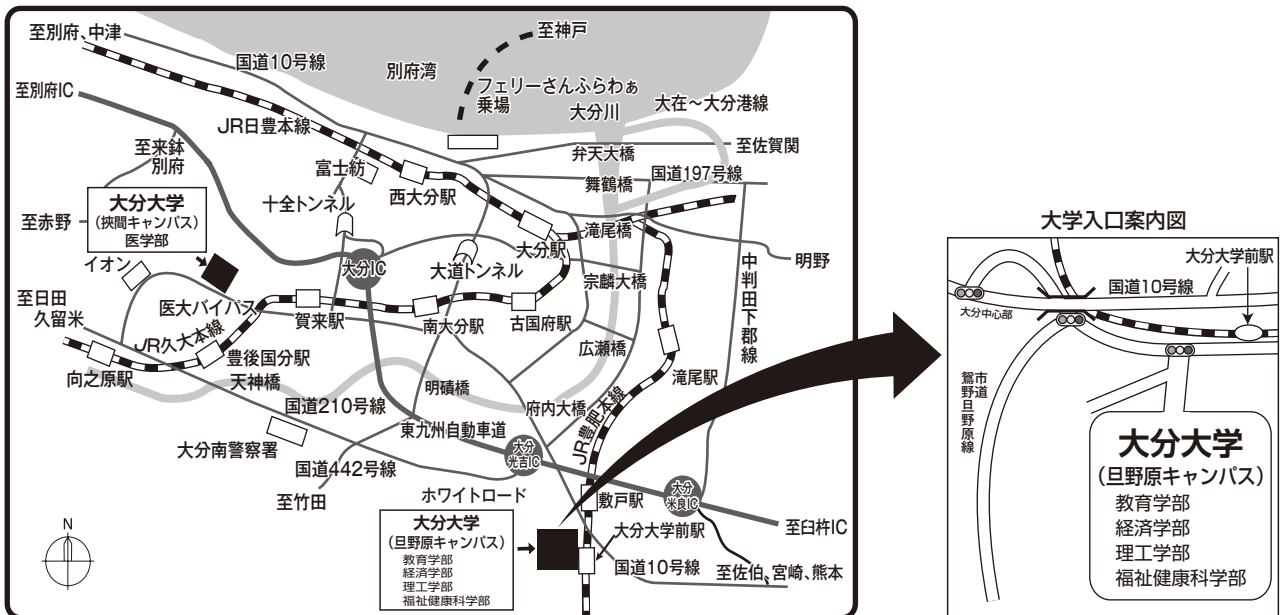 至別府、中津
国道10号線
別府湾
至神戸
フェリーさんふらわぁ
乗場
大分川
大在〜大分港線
至別府IC
JR日豊本線
至来鉢
別府
富士紡
西大分駅
弁天大橋
至佐賀関
国道197号線
舞鶴橋
大分大学
(挾間キャンパス)
医学部
至赤野
十全トンネル
大分IC
大道トンネル
大分駅
滝尾橋
宗麟大橋
明野
中判田下郡線
イオン
医大バイパス
至日田
久留米
賀来駅
南大分駅
古国府駅
JR久大本線
豊後国分駅
向之原駅
天神橋
広瀬橋
滝尾駅
明磧橋
国道210号線
府内大橋
JR豊肥本線
東九州自動車道
大分南警察署
国道442号線
至竹田
大分
光吉IC
ホワイトロード
敷戸駅
大分
米良IC
至臼杵IC
大分大学
(旦野原キャンパス)
教育学部
経済学部
理工学部
福祉健康科学部
大分大学前駅
国道10号線
至佐伯、宮崎、熊本
N
大学入口案内図
大分大学前駅
国道10号線
大分中心部
市道
鴛野旦野原線
大分大学
(旦野原キャンパス)
教育学部
経済学部
理工学部
福祉健康科学部